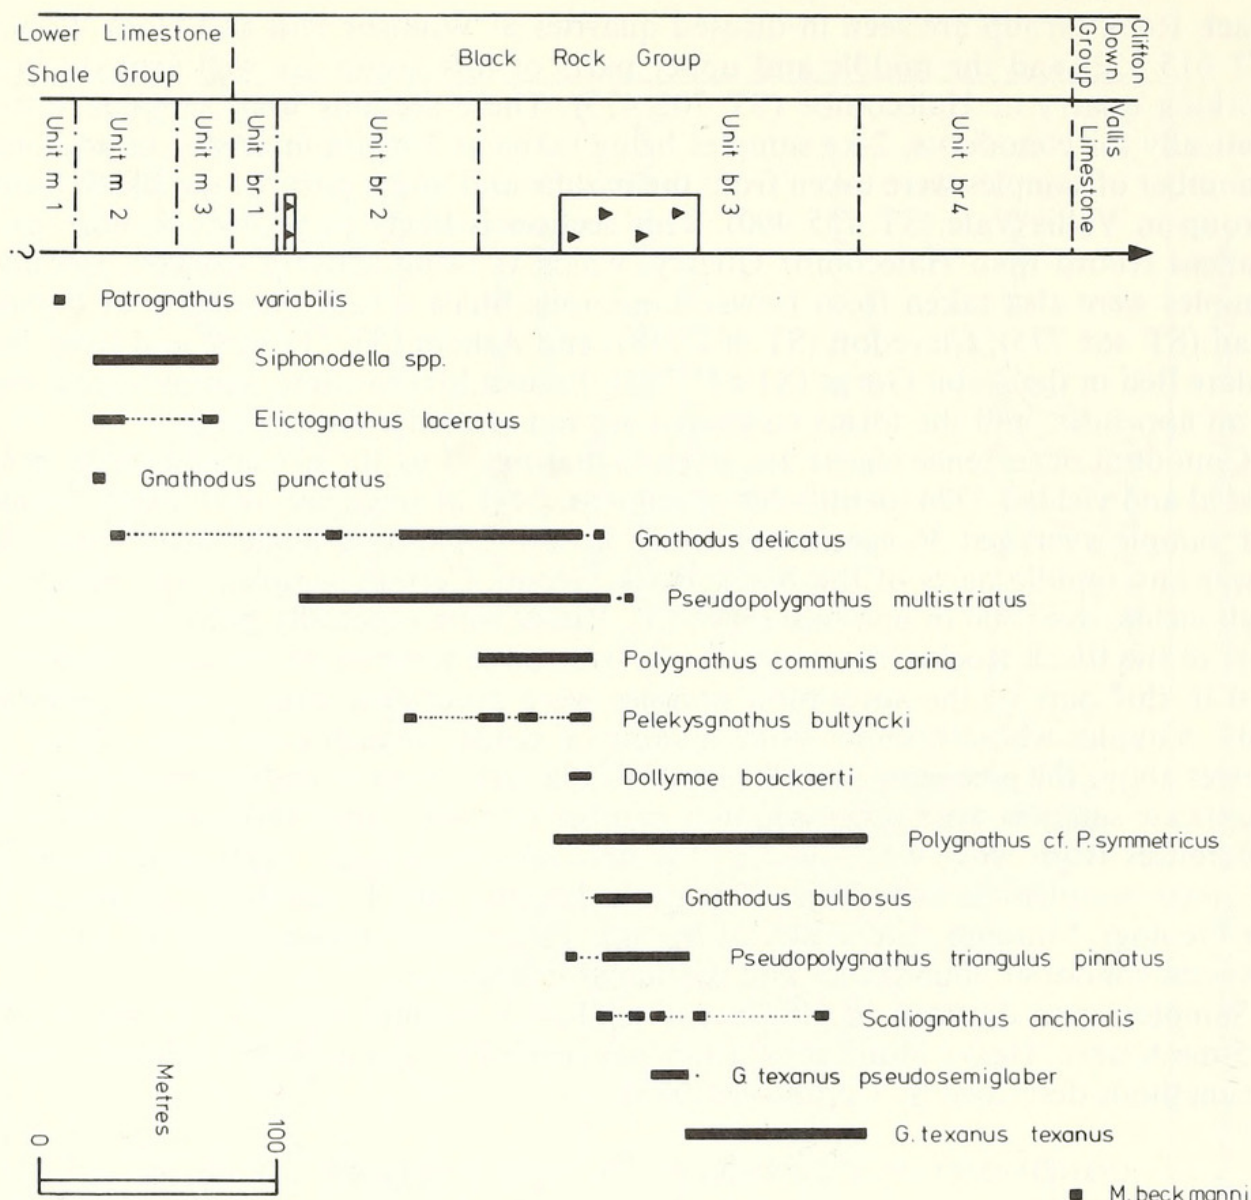 Lower Limestone
Shale Group
Black Rock Group
Clifton
Down
Group
Unit m 1
Unit m 2
Unit m 3
Unit br 1
Unit br 2
Unit br 3
Unit br 4
Vallis
Limestone
?
Patrognathus variabilis
Siphonodella spp.
Elictognathus laceratus
Gnathodus punctatus
Gnathodus delicatus
Pseudopolygnathus multistriatus
Polygnathus communis carina
Pelekysgnathus bultyncki
Dollymae bouckaerti
Polygnathus cf. P. symmetricus
Gnathodus bulbosus
Pseudopolygnathus triangulus pinnatus
Scaliognathus anchoralis
G. texanus pseudosemiglaber
G. texanus texanus
M. beckmanni
Metres
0
100